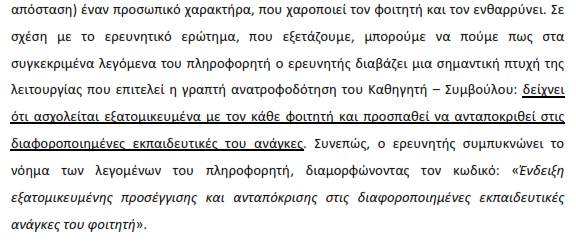 απόσταση) έναν προσωπικό χαρακτήρα, που χαροποιεί τον φοιτητή και τον ενθαρρύνει. Σε
σχέση με το ερευνητικό ερώτημα, που εξετάζουμε, μπορούμε να πούμε πως στα
συγκεκριμένα λεγόμενα του πληροφορητή ο ερευνητής διαβάζει μια σημαντική πτυχή της
λειτουργίας που επιτελεί η γραπτή ανατροφοδότηση του Καθηγητή – Συμβούλου: δείχνει
ότι ασχολείται εξατομικευμένα με τον κάθε φοιτητή και προσπαθεί να ανταποκριθεί στις
διαφοροποιημένες εκπαιδευτικές του ανάγκες. Συνεπώς, ο ερευνητής συμπυκνώνει το
νόημα των λεγομένων του πληροφορητή, διαμορφώνοντας τον κωδικό: «Ένδειξη
εξατομικευμένης προσέγγισης και ανταπόκρισης στις διαφοροποιημένες εκπαιδευτικές
ανάγκες του φοιτητή».